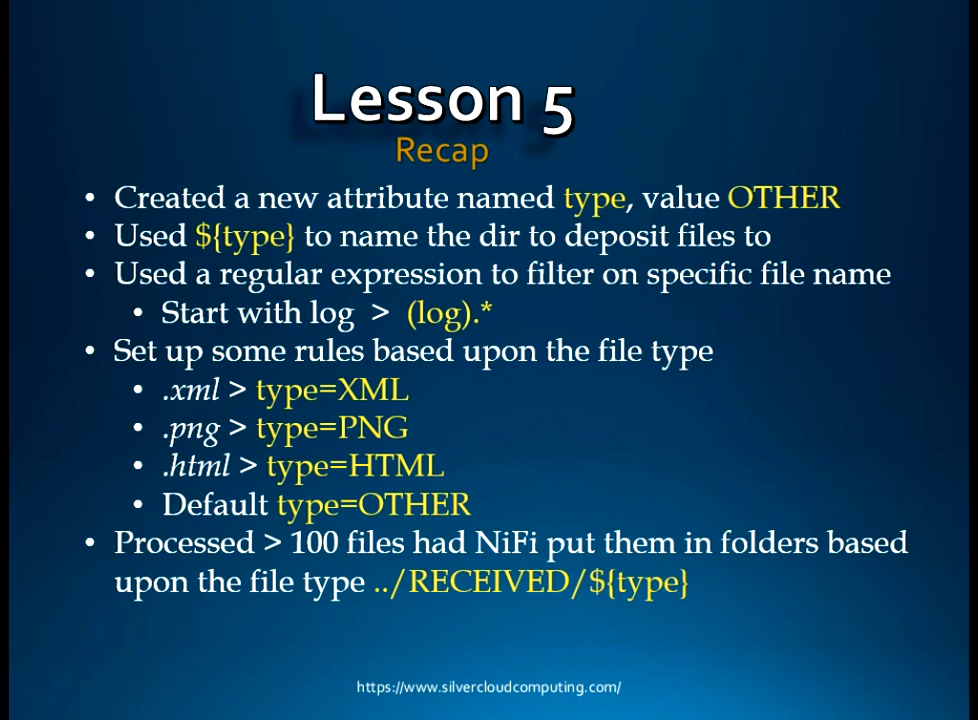 Lesson 5
Recap
• Created a new attribute named type, value OTHER
• Used ${type} to name the dir to deposit files to
• Used a regular expression to filter on specific file name
• Start with log > (log).*
• Set up some rules based upon the file type
• .xml > type=XML
• .png > type=PNG
• .html > type=HTML
• Default type=OTHER
• Processed > 100 files had NiFi put them in folders based
upon the file type ../RECEIVED/${type}
https://www.silvercloudcomputing.com/